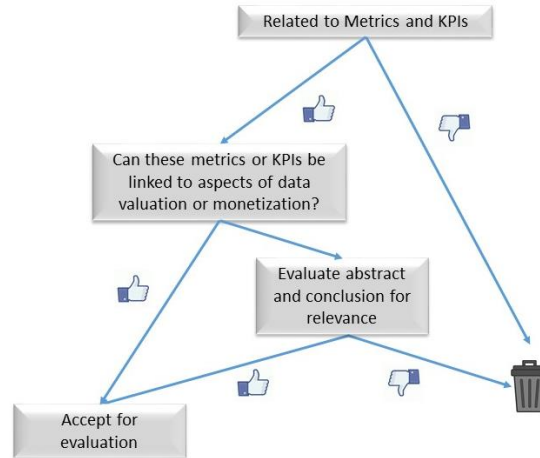 Related to Metrics and KPIs
Can these metrics or KPIs be
linked to aspects of data
valuation or monetization?
Evaluate abstract
and conclusion for
relevance
Accept for
evaluation